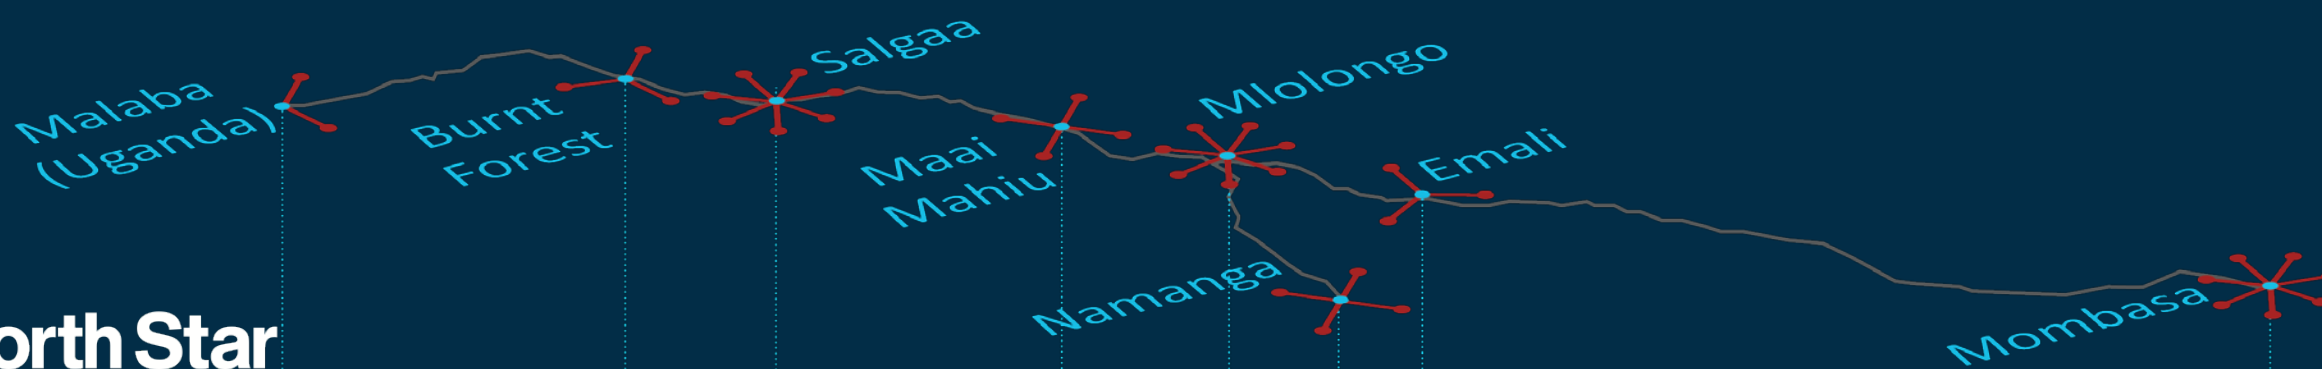 Malaba
(Uganda)
Burnt
Forest
Salgaa
Maai
Mahiu
Mlolongo
Emali
Namanga
Mombasa
orth Star